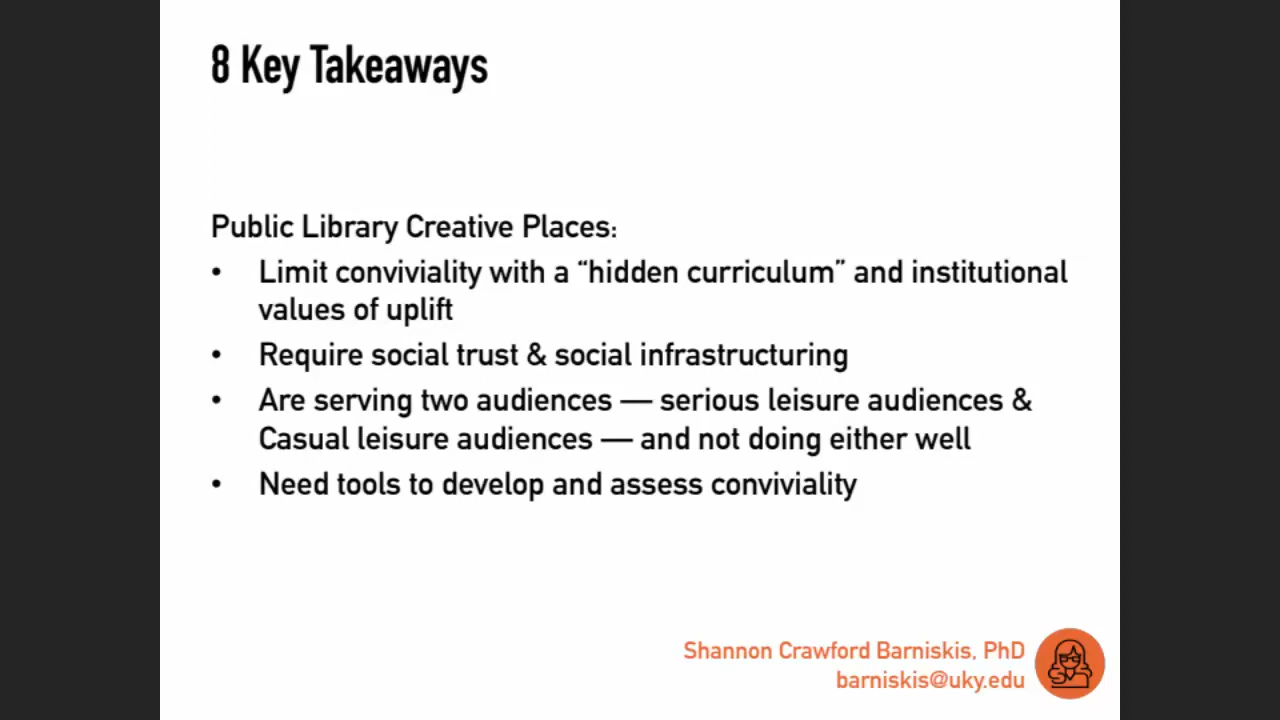 8 Key Takeaways
Public Library Creative Places:
• Limit conviviality with a “hidden curriculum” and institutional
values of uplift
• Require social trust & social infrastructuring
• Are serving two audiences — serious leisure audiences &
Casual leisure audiences — and not doing either well
• Need tools to develop and assess conviviality
Shannon Crawford Barniskis, PhD
barniskis@uky.edu